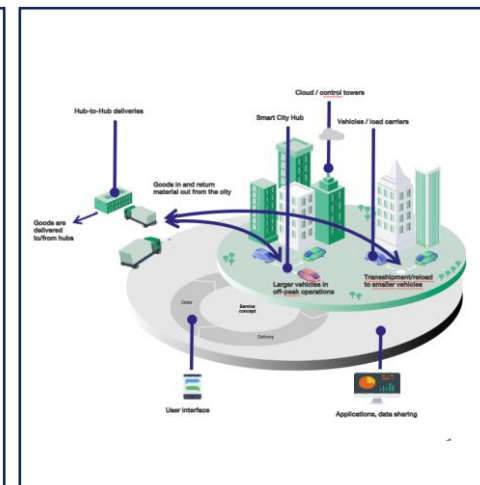 Cloud / control towers
Hub-to-Hub deliveries
Smart City Hub
Vehicles / load carriers
Goods in and return
material out from the city
Goods are
delivered
to/from hubs
Larger vehicles in
off-peak operations
Transshipment/reload
to smaller vehicles
Order
Service
concept
Delivery
User interface
Applications, data sharing